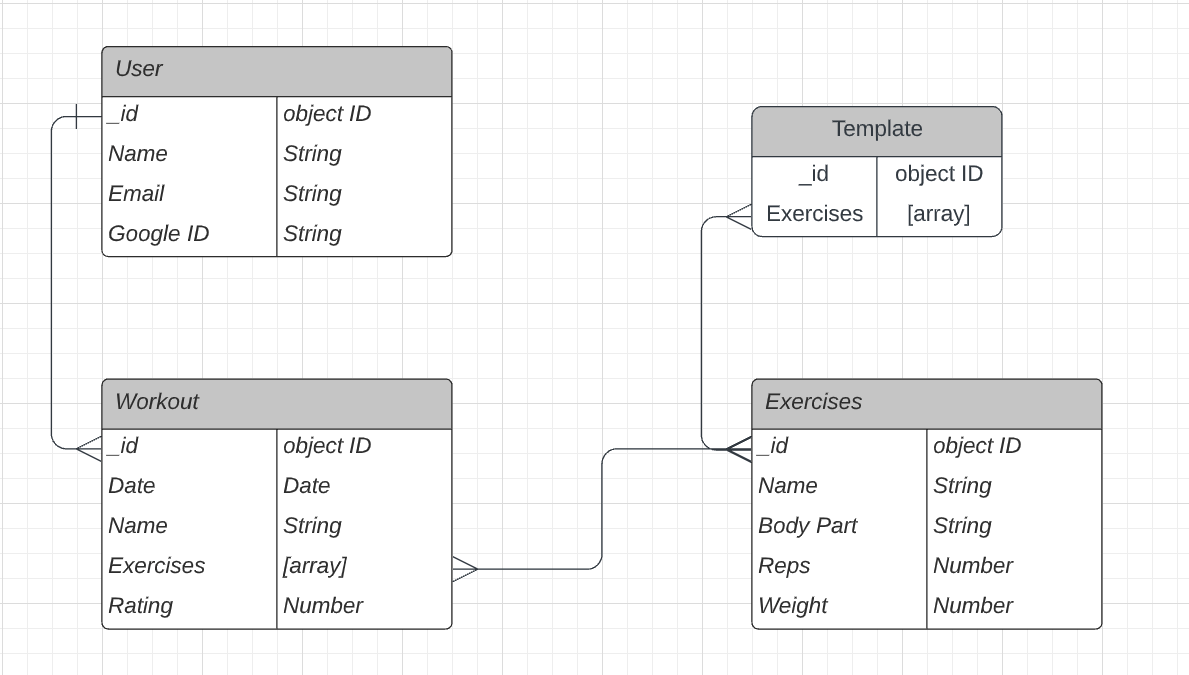 User
_id object ID
Name String
Email String
Google ID String
Template
_id object ID
Exercises [array]
Workout
_id object ID
Date Date
Name String
Exercises [array]
Rating Number
Exercises
_id object ID
Name String
Body Part String
Reps Number
Weight Number